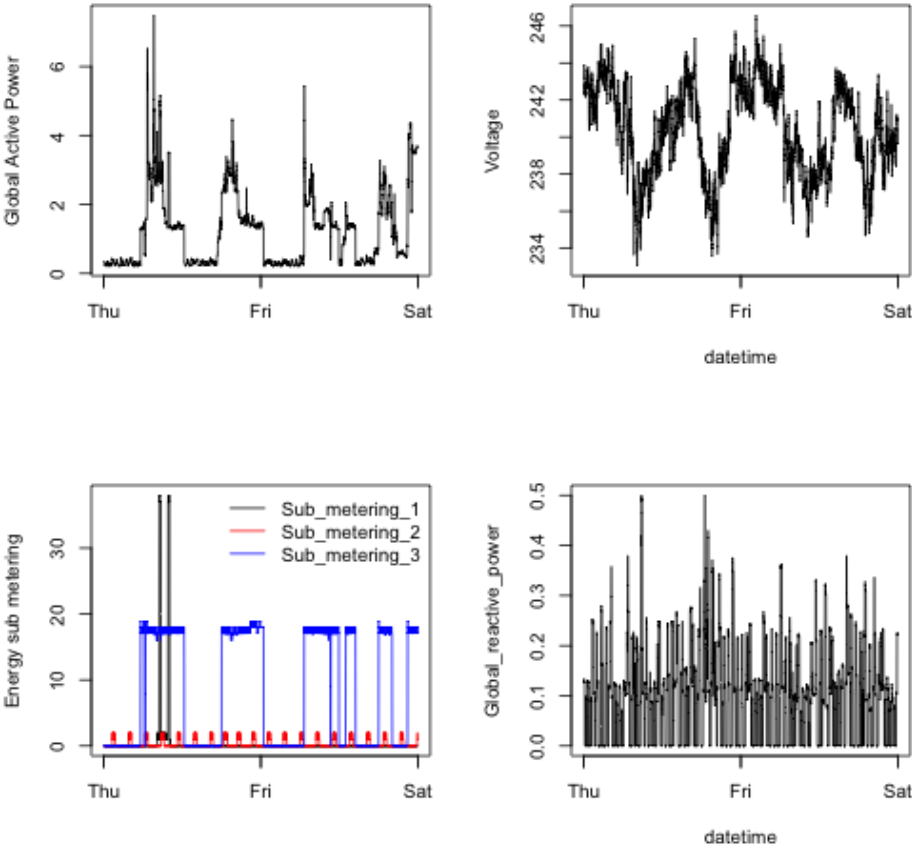 Global Active Power
6
4
2
0
Thu Fri Sat
Voltage
246
242
238
234
Thu Fri Sat
datetime
Energy sub metering
30
20
10
0
Sub_metering_1
Sub_metering_2
Sub_metering_3
Thu Fri Sat
Global_reactive_power
0.5
0.4
0.3
0.2
0.1
0.0
Thu Fri Sat
datetime